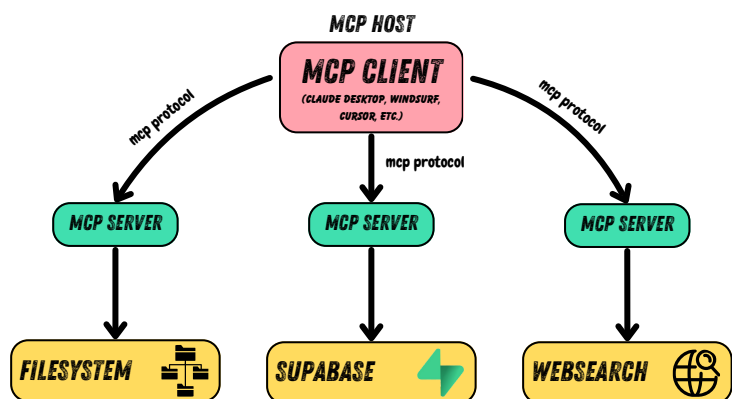 MCP HOST
MCP CLIENT
(CLAUDE DESKTOP, WINDSURF,
CURSOR, ETC.)
mcp protocol
mcp protocol
mcp protocol
MCP SERVER
MCP SERVER
MCP SERVER
FILESYSTEM
SUPABASE
WEBSEARCH